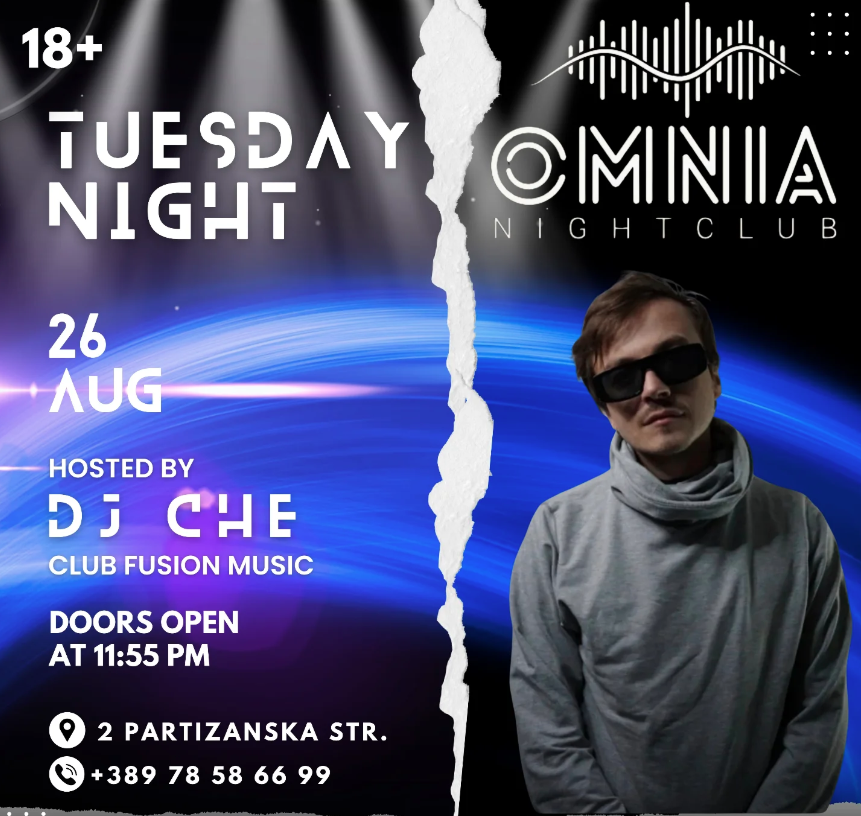 18+
TUESDAY
NIGHT
26
AUG
HOSTED BY
DJ CHE
CLUB FUSION MUSIC
DOORS OPEN
AT 11:55 PM
2 PARTIZANSKA STR.
+389 78 58 66 99
OMNIA
NIGHTCLUB